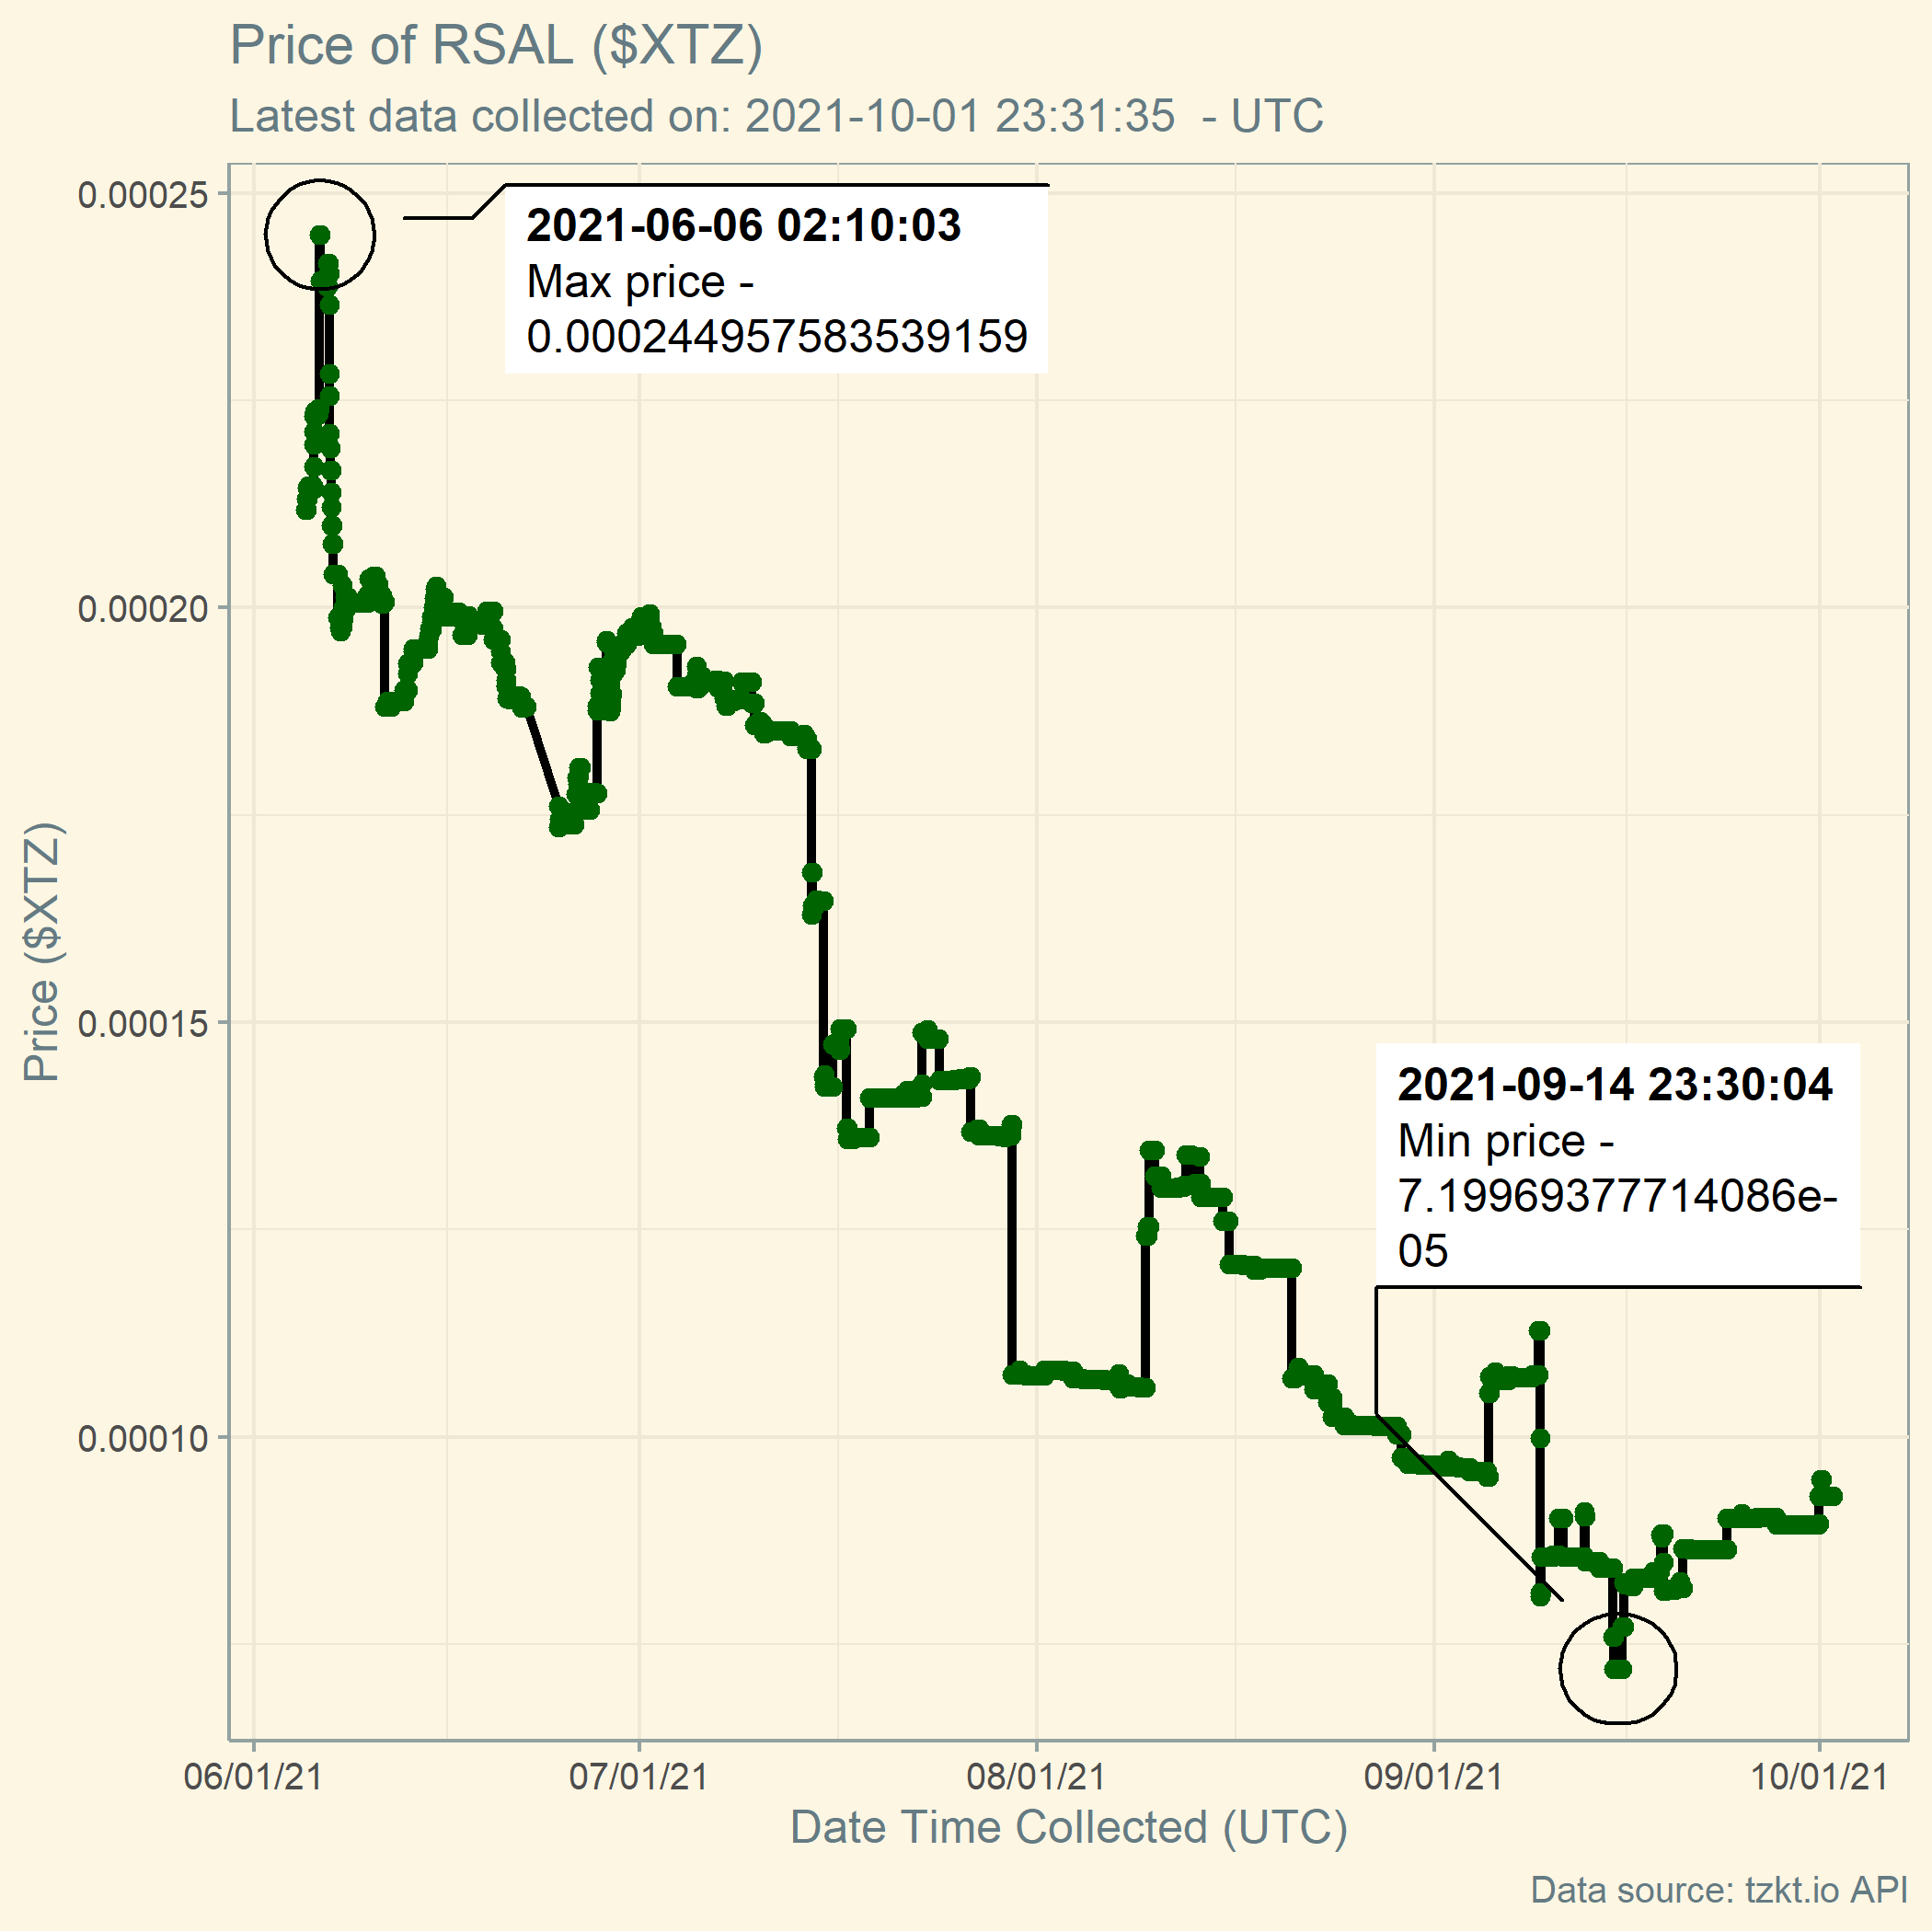 Price of RSAL ($XTZ)
Latest data collected on: 2021-10-01 23:31:35  - UTC
0.00025
0.00020
0.00015
0.00010
Price ($XTZ)
2021-06-06 02:10:03
Max price -
0.000244957583539159
2021-09-14 23:30:04
Min price -
7.19969377714086e-
05
06/01/21
07/01/21
08/01/21
09/01/21
10/01/21
Date Time Collected (UTC)
Data source: tzkt.io API